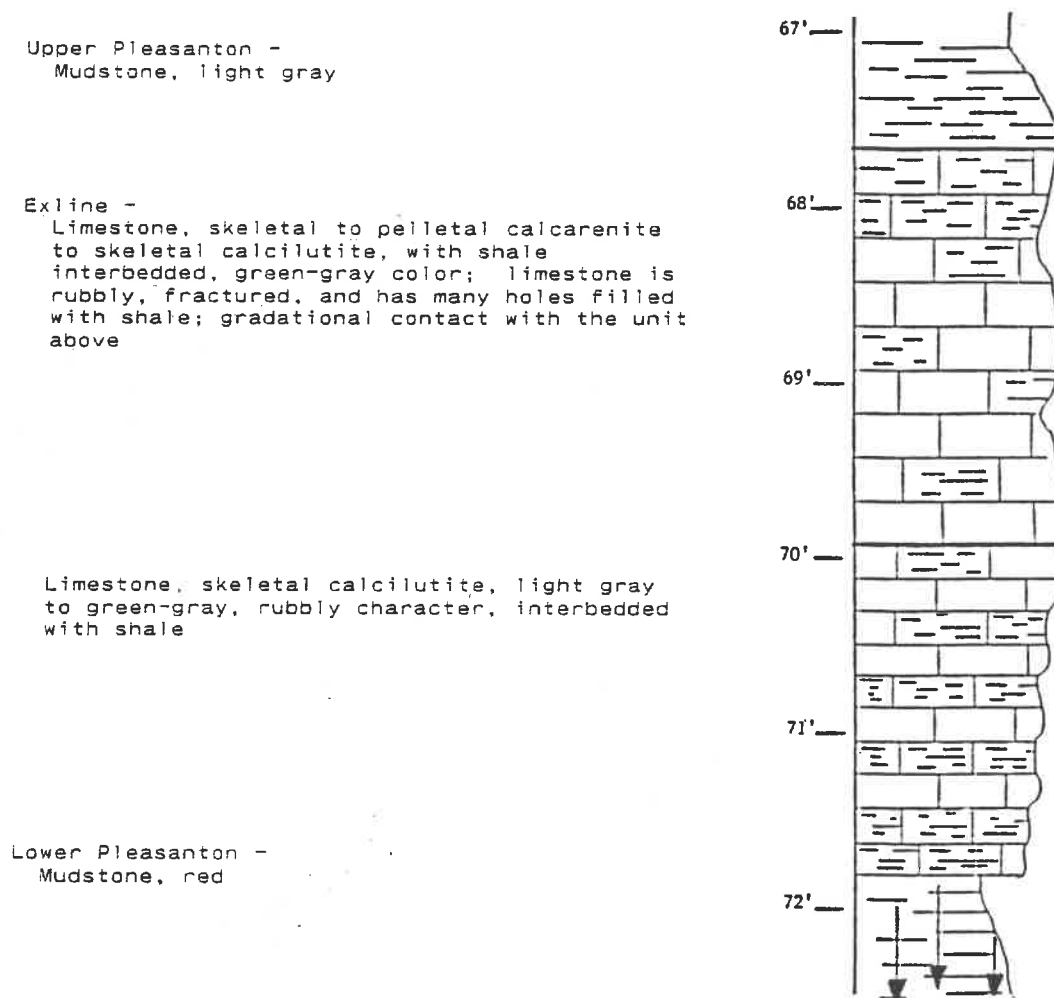 Upper Pleasanton -
Mudstone, light gray
Exline -
Limestone, skeletal to pelletal calcarenite
to skeletal calcilutite, with shale
interbedded, green-gray color; limestone is
rubbly, fractured, and has many holes filled
with shale; gradational contact with the unit
above
Limestone, skeletal calcilutite, light gray
to green-gray, rubbly character, interbedded
with shale
Lower Pleasanton -
Mudstone, red
67'
68'
69'
70'
71'
72'